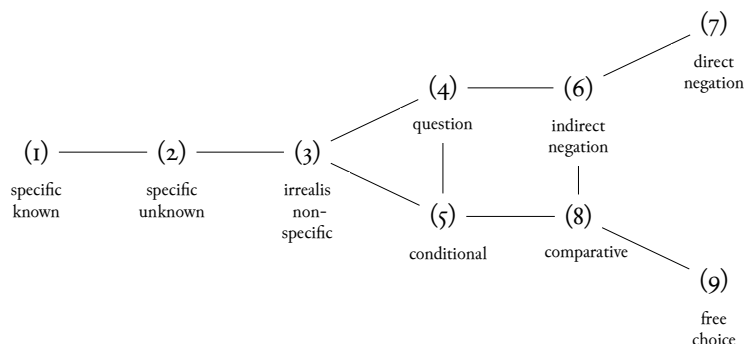 (1)
specific
known
(2)
specific
unknown
(3)
irrealis
non-
specific
(4)
question
(5)
conditional
(6)
indirect
negation
(7)
direct
negation
(8)
comparative
(9)
free
choice